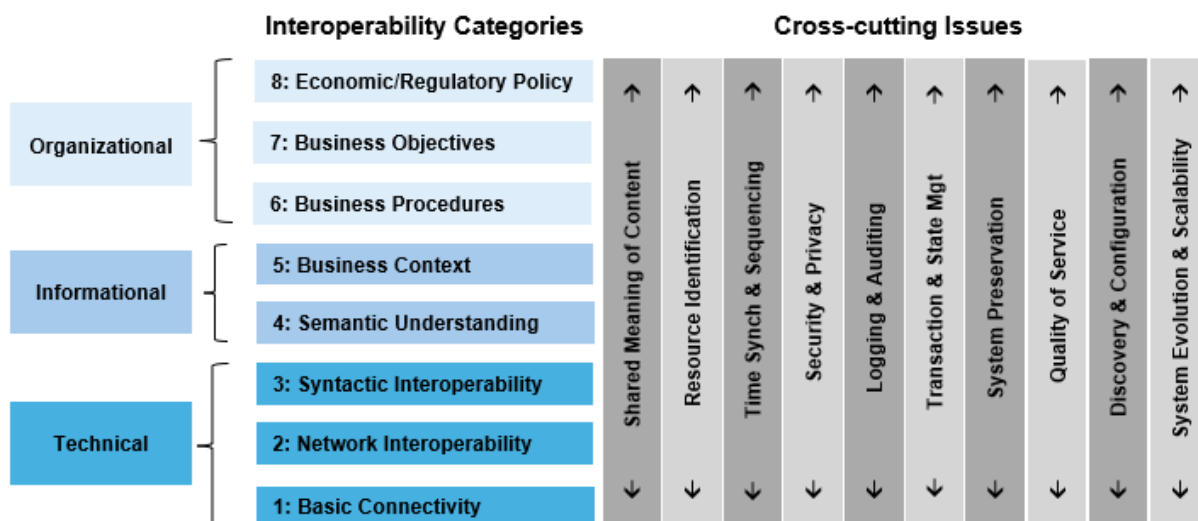 Interoperability Categories
Cross-cutting Issues
Organizational
8: Economic/Regulatory Policy
7: Business Objectives
6: Business Procedures
Informational
5: Business Context
4: Semantic Understanding
Technical
3: Syntactic Interoperability
2: Network Interoperability
1: Basic Connectivity
Shared Meaning of Content
Resource Identification
Time Synch & Sequencing
Security & Privacy
Logging & Auditing
Transaction & State Mgt
System Preservation
Quality of Service
Discovery & Configuration
System Evolution & Scalability